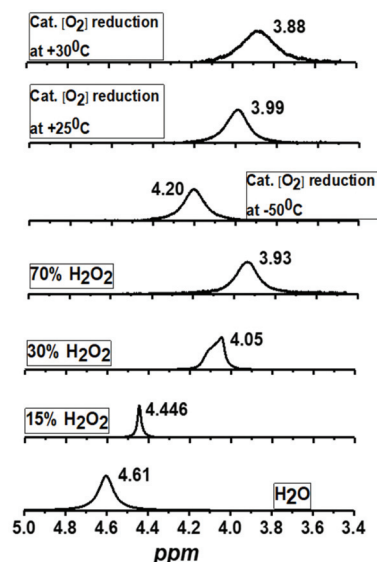 Cat. [O2] reduction
at +30⁰C
3.88
Cat. [O2] reduction
at +25⁰C
3.99
4.20
Cat. [O2] reduction
at -50⁰C
70% H2O2
3.93
30% H2O2
4.05
15% H2O2
4.446
4.61
H2O
5.0 4.8 4.6 4.4 4.2 4.0 3.8 3.6 3.4
ppm